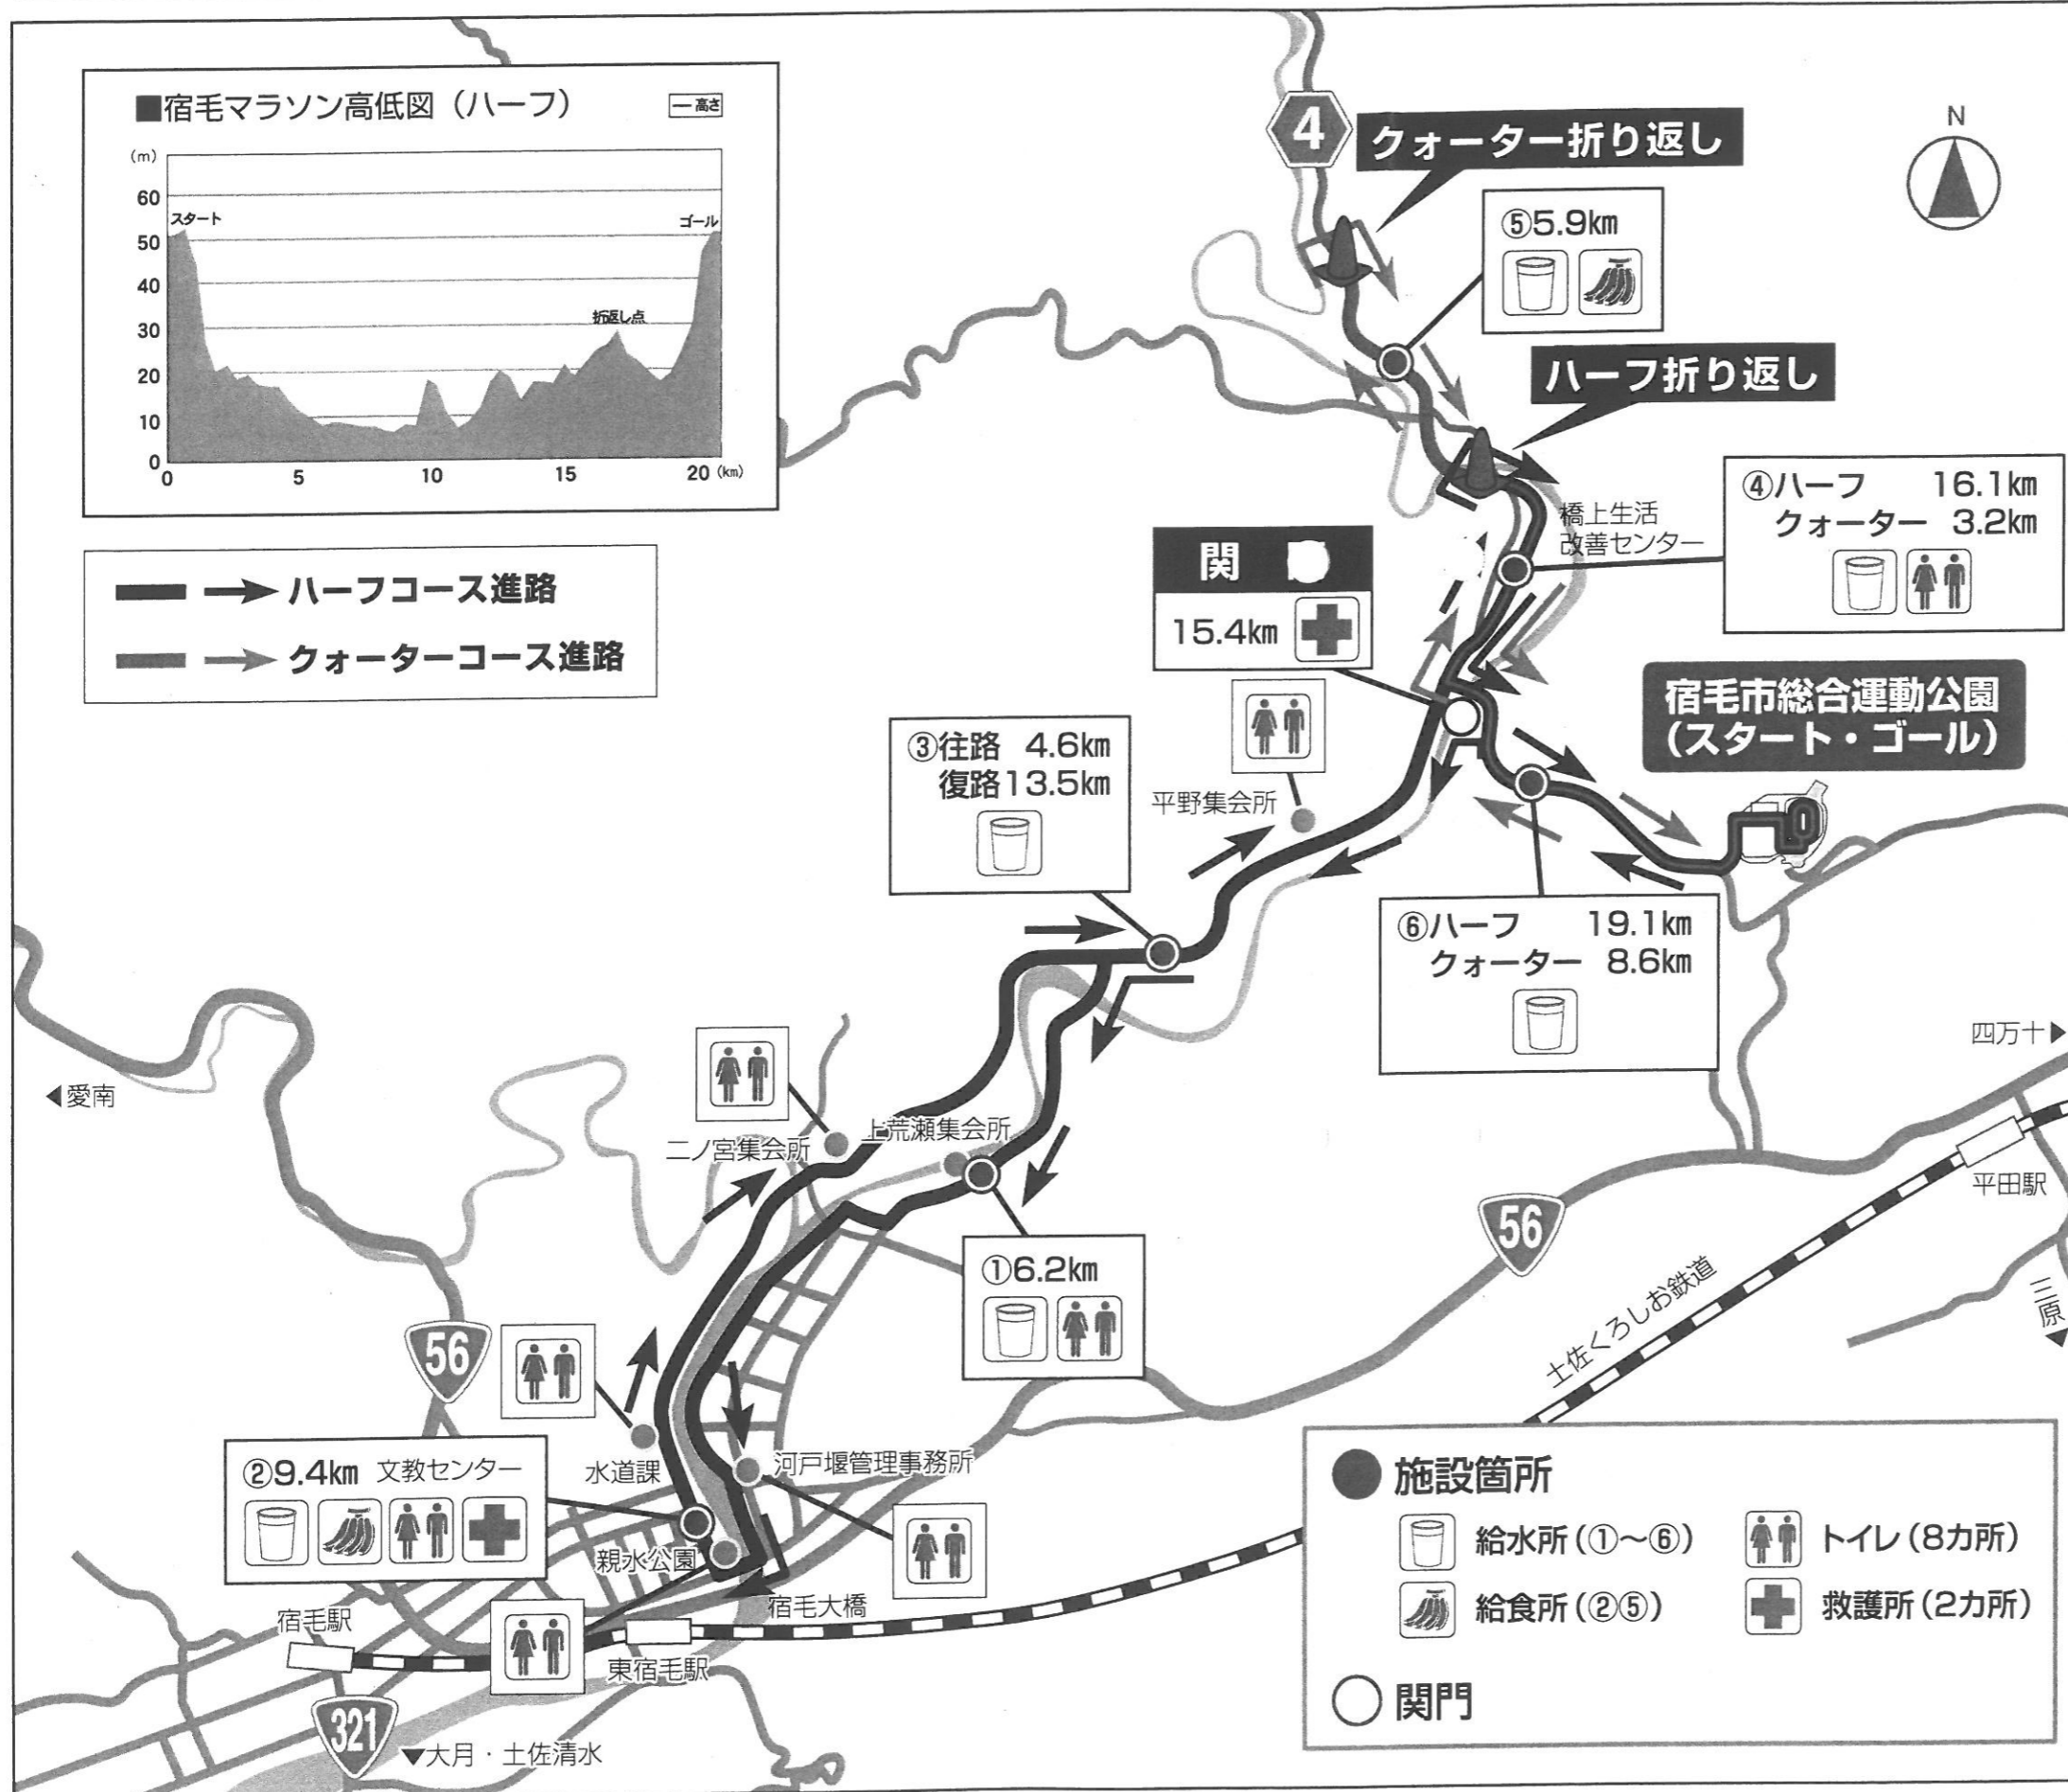 ■宿毛マラソン高低図（ハーフ）
高さ
(m)
60
50
40
30
20
10
0
スタート
ゴール
折返し点
0 5 10 15 20 (km)
ハーフコース進路
クォーターコース進路
4
クォーター折り返し
N
⑤5.9km
ハーフ折り返し
④ハーフ 16.1km
クォーター 3.2km
橋上生活
改善センター
関
15.4km
宿毛市総合運動公園
（スタート・ゴール）
③往路 4.6km
復路13.5km
平野集会所
⑥ハーフ 19.1km
クォーター 8.6km
四万十▶
◀愛南
二ノ宮集会所
上荒瀬集会所
平田駅
56
①6.2km
土佐くろしお鉄道
三原▼
56
②9.4km 文教センター
水道課
河戸堰管理事務所
親水公園
宿毛大橋
宿毛駅
東宿毛駅
321
▼大月・土佐清水
施設箇所
給水所（①～⑥）
トイレ（8カ所）
給食所（②⑤）
救護所（2カ所）
関門